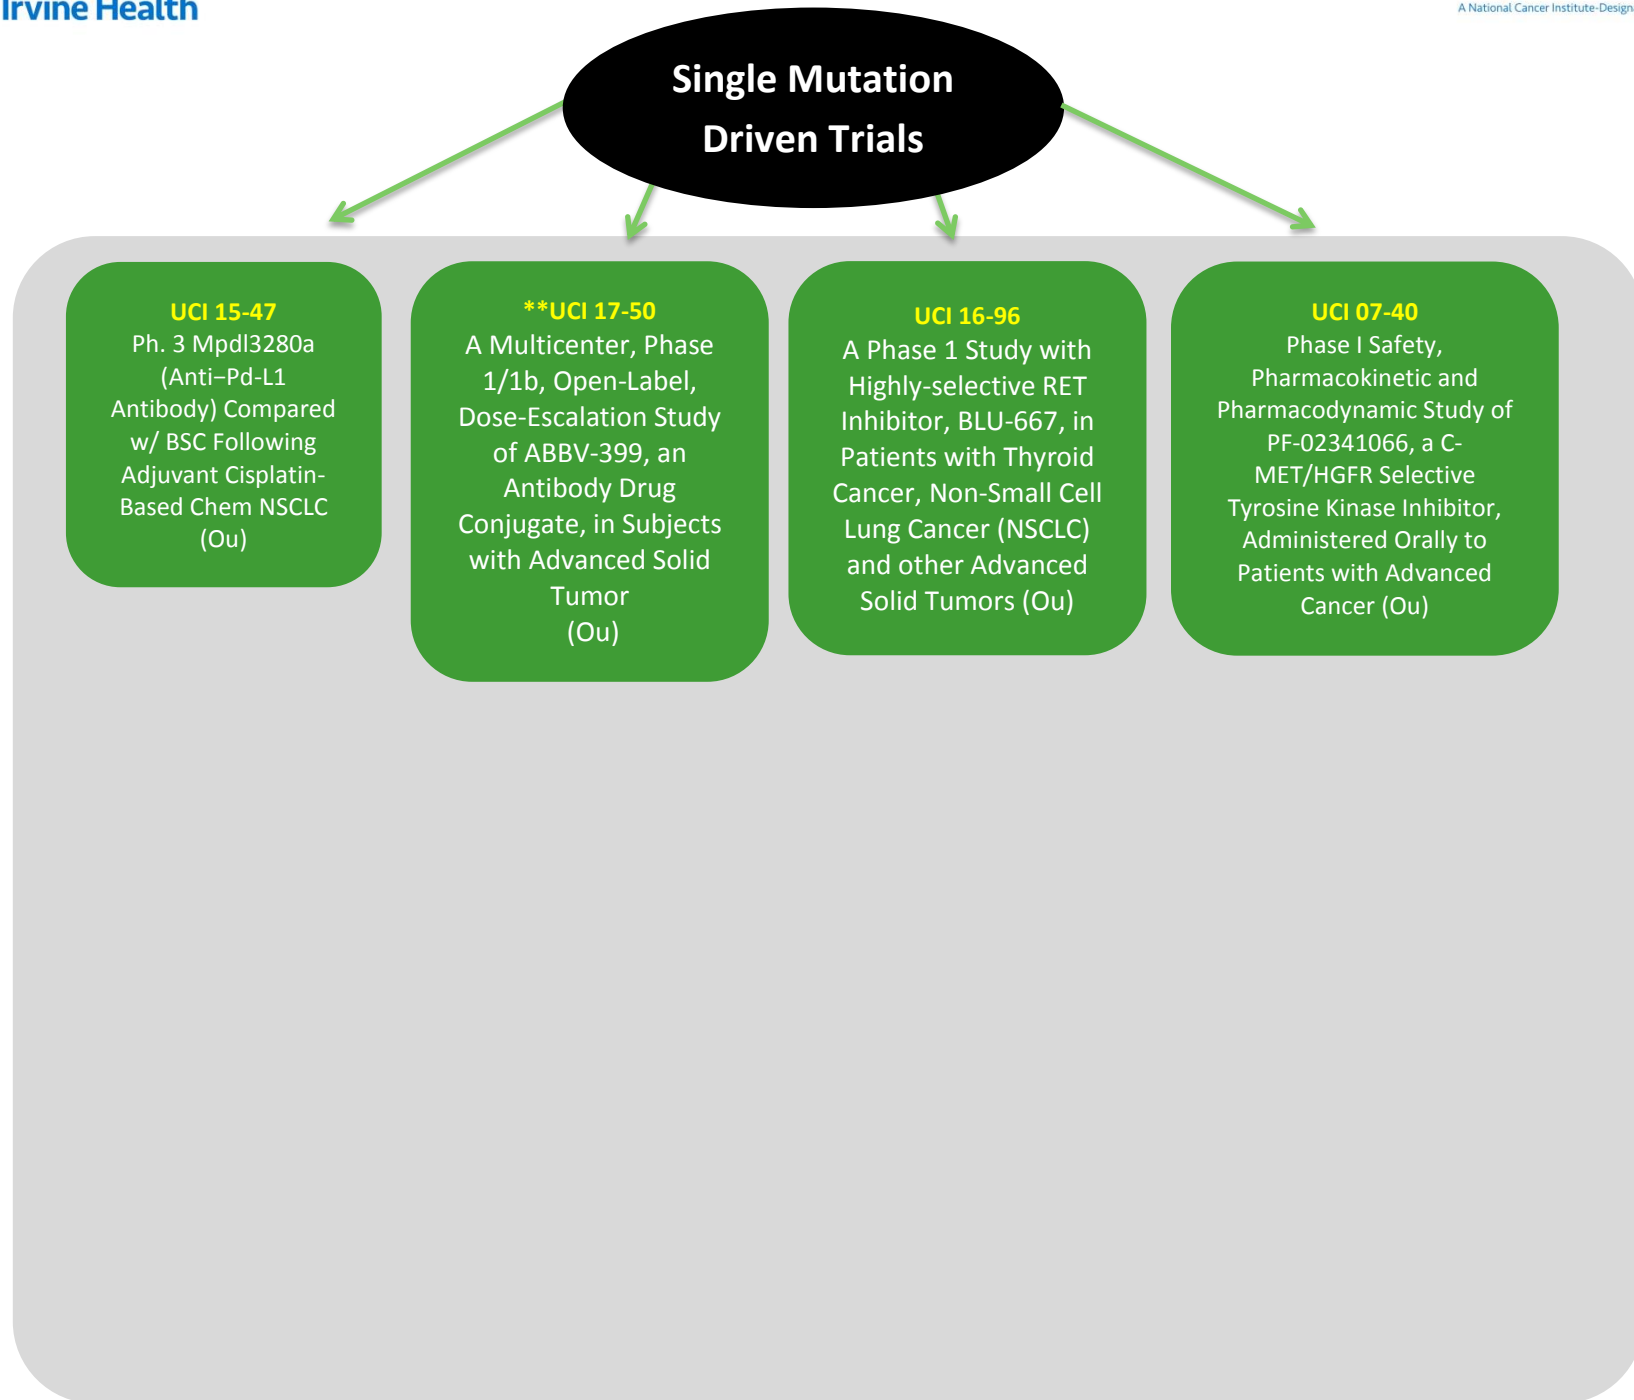 Irvine Health
A National Cancer Institute-Design
Single Mutation
Driven Trials
UCI 15-47
Ph. 3 Mpdl3280a
(Anti−Pd-L1
Antibody) Compared
w/ BSC Following
Adjuvant Cisplatin-
Based Chem NSCLC
(Ou)
**UCI 17-50
A Multicenter, Phase
1/1b, Open-Label,
Dose-Escalation Study
of ABBV-399, an
Antibody Drug
Conjugate, in Subjects
with Advanced Solid
Tumor
(Ou)
UCI 16-96
A Phase 1 Study with
Highly-selective RET
Inhibitor, BLU-667, in
Patients with Thyroid
Cancer, Non-Small Cell
Lung Cancer (NSCLC)
and other Advanced
Solid Tumors (Ou)
UCI 07-40
Phase I Safety,
Pharmacokinetic and
Pharmacodynamic Study of
PF-02341066, a C-
MET/HGFR Selective
Tyrosine Kinase Inhibitor,
Administered Orally to
Patients with Advanced
Cancer (Ou)